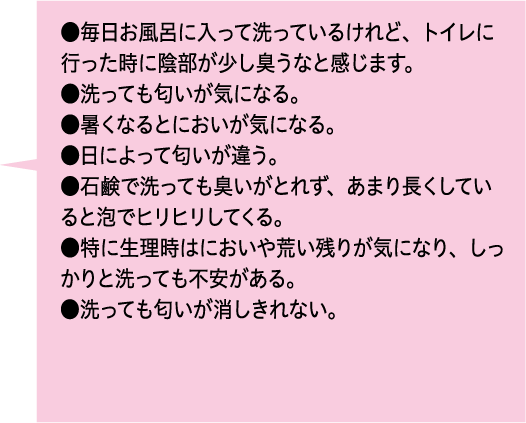 ●毎日お風呂に入って洗っているけれど、トイレに
行った時に陰部が少し臭うなと感じます。
●洗っても匂いが気になる。
●暑くなるとにおいが気になる。
●日によって匂いが違う。
●石鹸で洗っても臭いがとれず、あまり長くしてい
ると泡でヒリヒリしてくる。
●特に生理時はにおいや荒い残りが気になり、しっ
かりと洗っても不安がある。
●洗っても匂いが消しきれない。